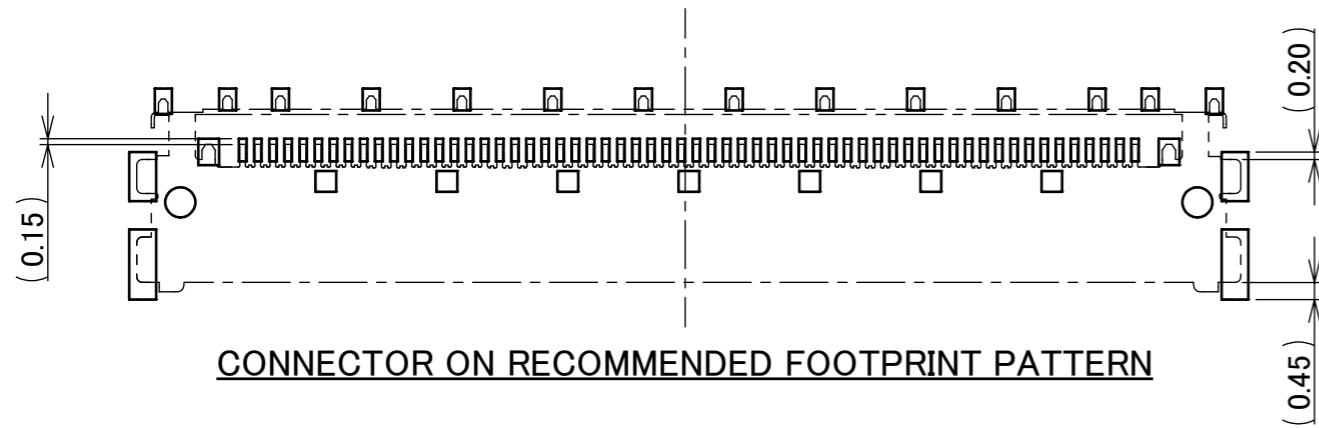 (0.20)
(0.15)
(0.45)
CONNECTOR ON RECOMMENDED FOOTPRINT PATTERN